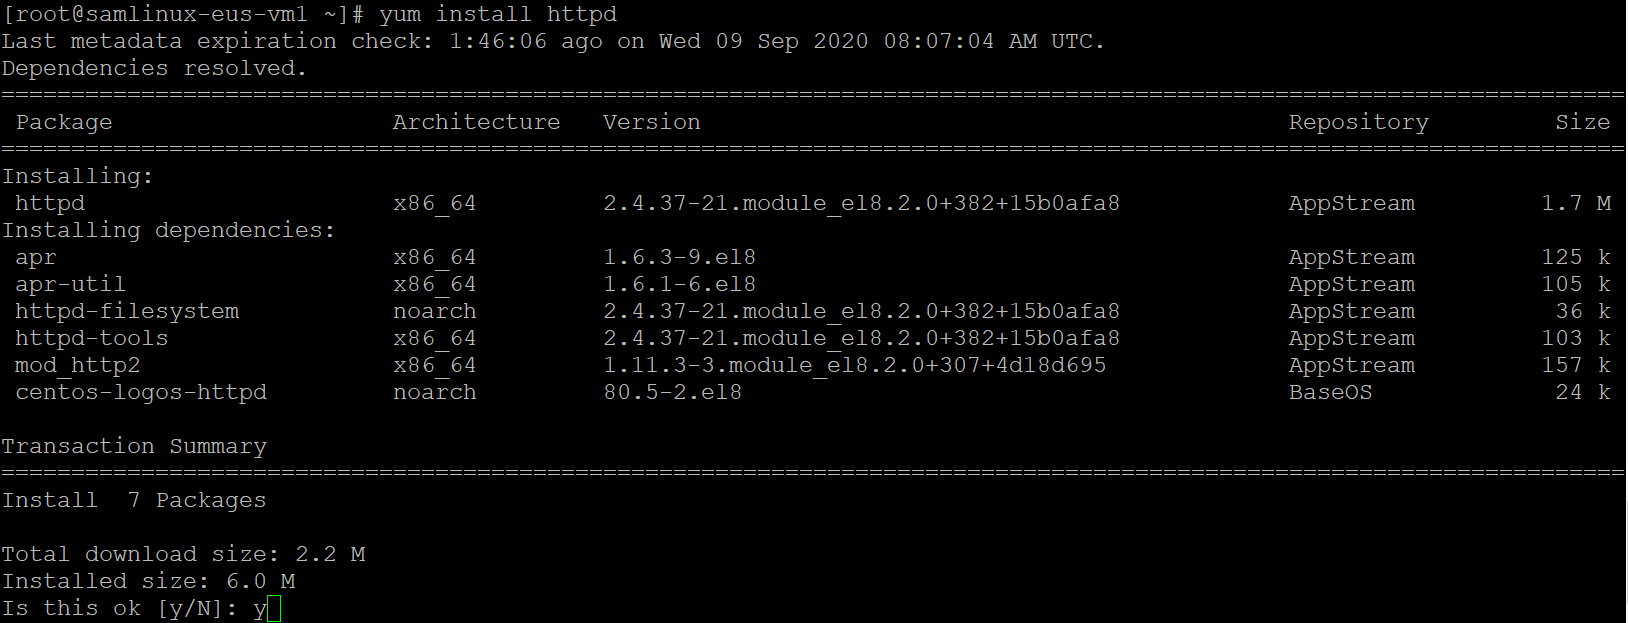 [root@samlinux-eus-vm1 ~]# yum install httpd
Last metadata expiration check: 1:46:06 ago on Wed 09 Sep 2020 08:07:04 AM UTC.
Dependencies resolved.
====================================================================================================================
Package Architecture Version Repository Size
====================================================================================================================
Installing:
httpd x86_64 2.4.37-21.module_el8.2.0+382+15b0afa8 AppStream 1.7 M
Installing dependencies:
apr x86_64 1.6.3-9.el8 AppStream 125 k
apr-util x86_64 1.6.1-6.el8 AppStream 105 k
httpd-filesystem noarch 2.4.37-21.module_el8.2.0+382+15b0afa8 AppStream 36 k
httpd-tools x86_64 2.4.37-21.module_el8.2.0+382+15b0afa8 AppStream 103 k
mod_http2 x86_64 1.11.3-3.module_el8.2.0+307+4d18d695 AppStream 157 k
centos-logos-httpd noarch 80.5-2.el8 BaseOS 24 k
Transaction Summary
====================================================================================================================
Install 7 Packages
Total download size: 2.2 M
Installed size: 6.0 M
Is this ok [y/N]: y